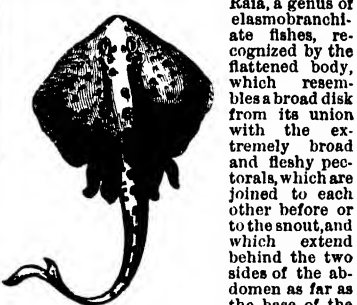 Raia, a genus of
elasmobranchi-
ate fishes, re-
cognized by the
flattened body,
which resem-
bles a broad disk
from its union
with the ex-
tremely broad
and fleshy pec-
torals, which are
joined to each
other before or
to the snout, and
which extend
behind the two
sides of the ab-
domen as far as
the base of the